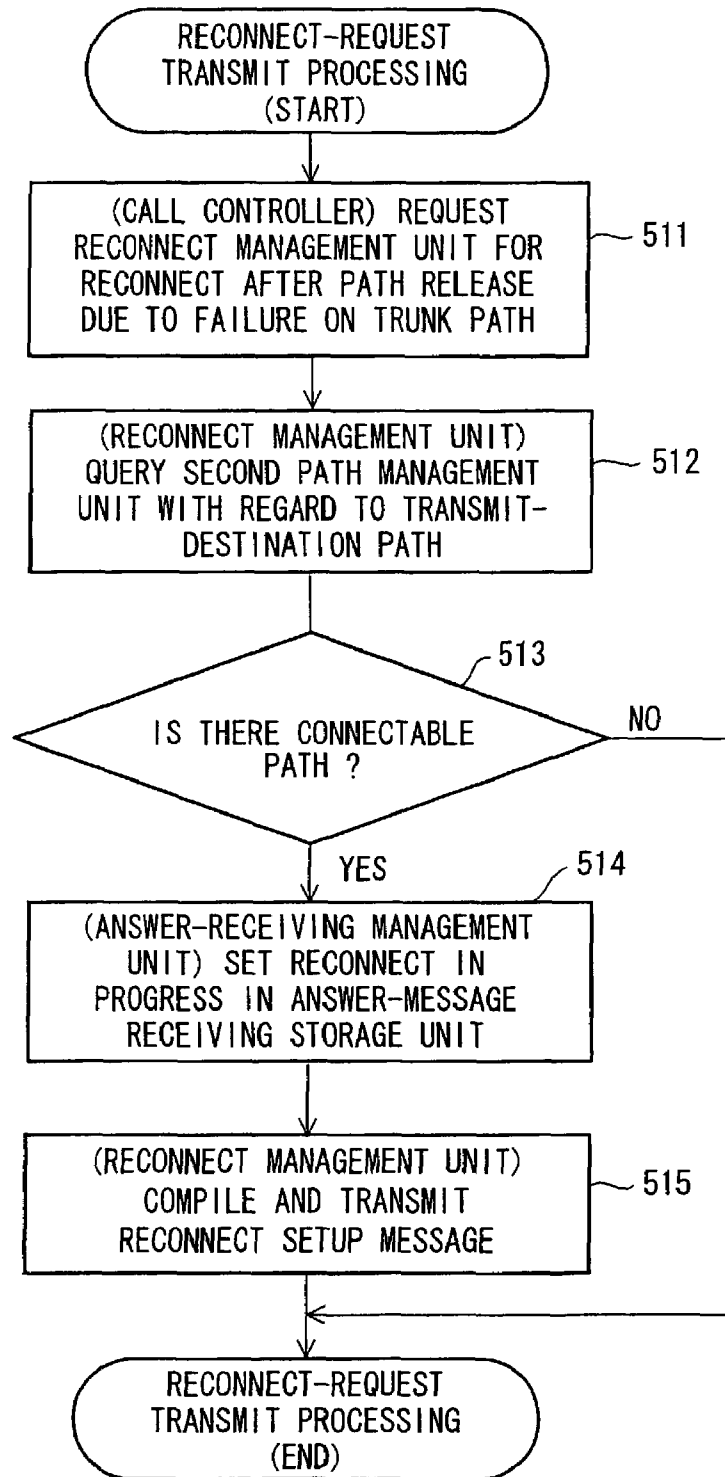 RECONNECT-REQUEST
TRANSMIT PROCESSING
(START)
(CALL CONTROLLER) REQUEST
RECONNECT MANAGEMENT UNIT FOR
RECONNECT AFTER PATH RELEASE
DUE TO FAILURE ON TRUNK PATH
511
(RECONNECT MANAGEMENT UNIT)
QUERY SECOND PATH MANAGEMENT
UNIT WITH REGARD TO TRANSMIT-
DESTINATION PATH
512
513
IS THERE CONNECTABLE
PATH ?
NO
YES
514
(ANSWER-RECEIVING MANAGEMENT
UNIT) SET RECONNECT IN
PROGRESS IN ANSWER-MESSAGE
RECEIVING STORAGE UNIT
(RECONNECT MANAGEMENT UNIT)
COMPILE AND TRANSMIT
RECONNECT SETUP MESSAGE
515
RECONNECT-REQUEST
TRANSMIT PROCESSING
(END)